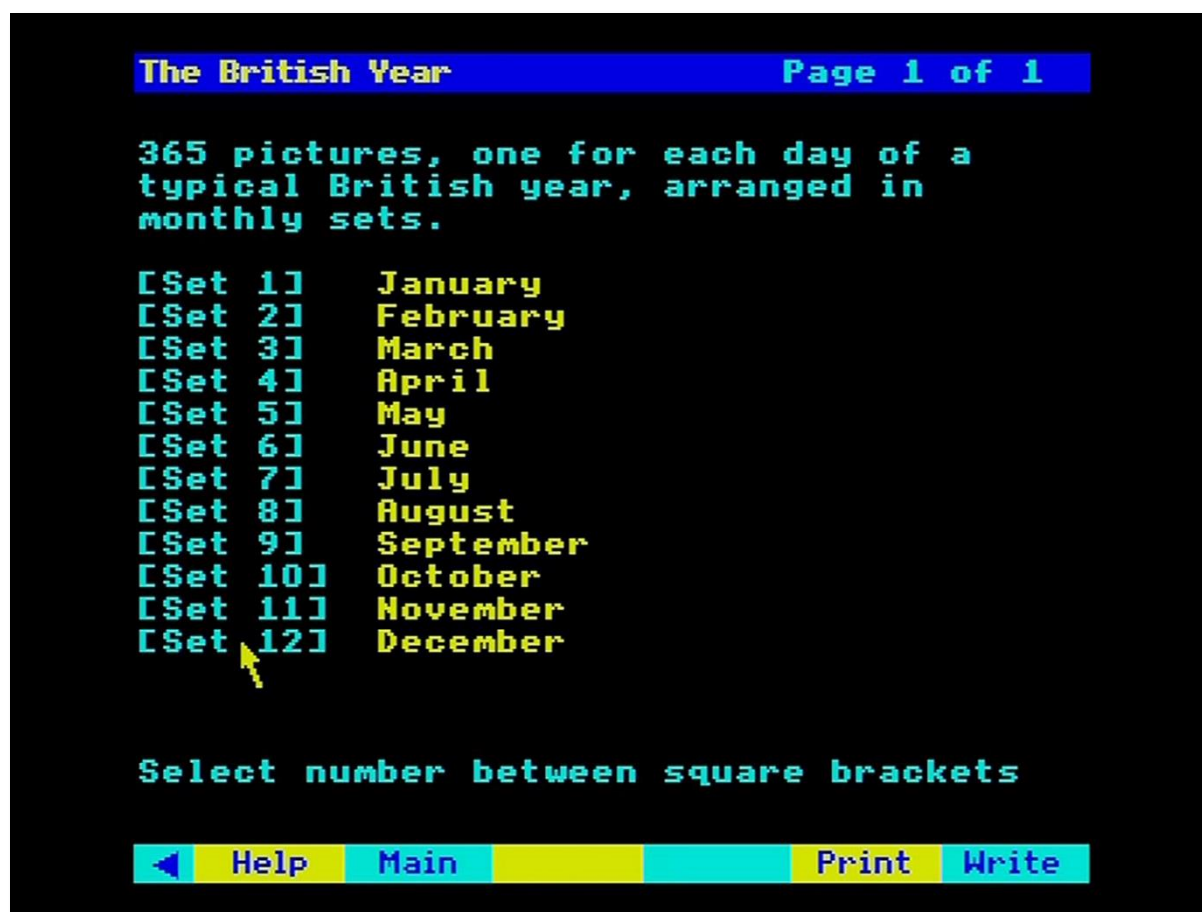 The British Year Page 1 of 1
365 pictures, one for each day of a
typical British year, arranged in
monthly sets.
[Set 1] January
[Set 2] February
[Set 3] March
[Set 4] April
[Set 5] May
[Set 6] June
[Set 7] July
[Set 8] August
[Set 9] September
[Set 10] October
[Set 11] November
[Set 12] December
Select number between square brackets
Help Main Print Write